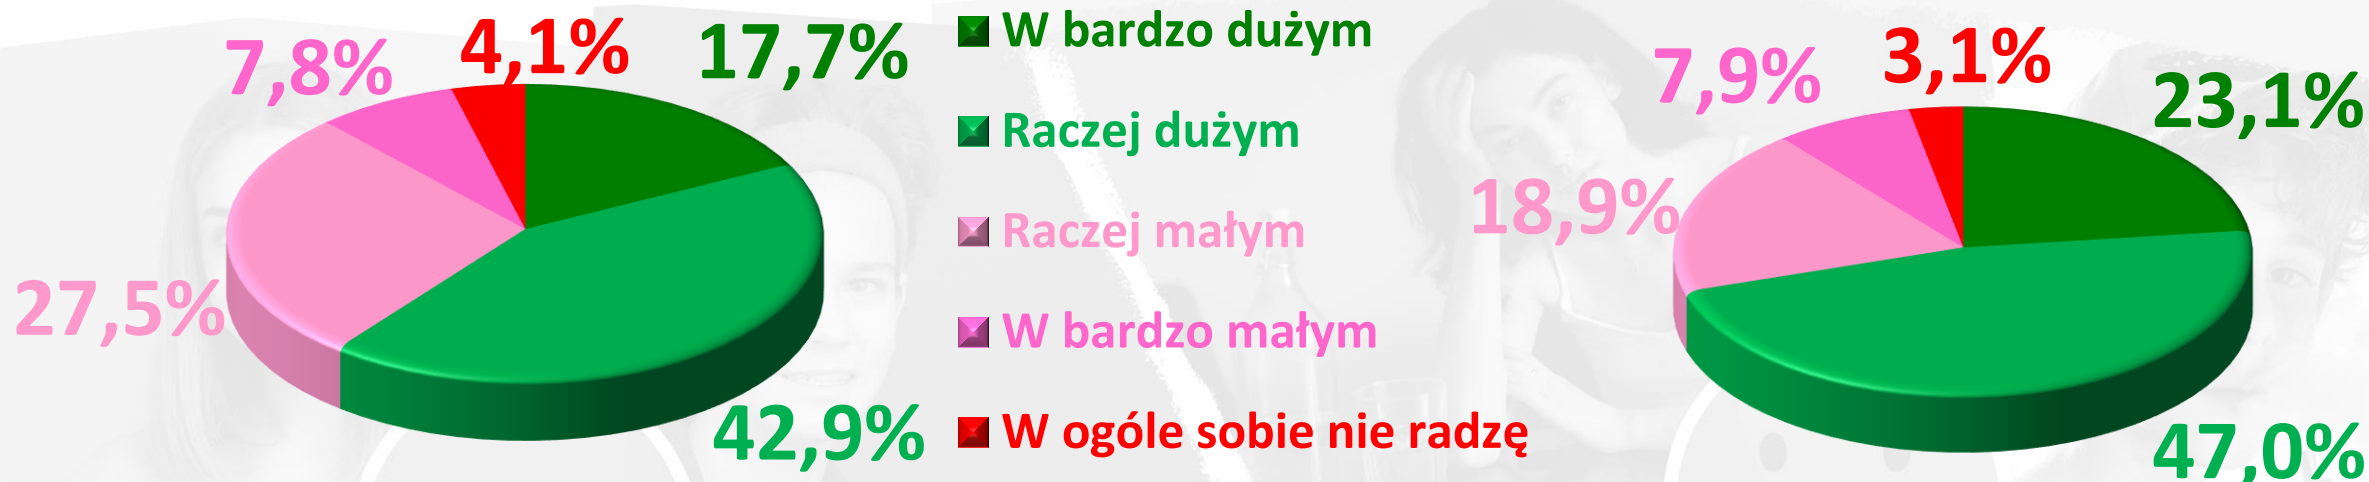 7,8%
4,1%
17,7%
27,5%
42,9%
W bardzo dużym
Raczej dużym
Raczej małym
W bardzo małym
W ogóle sobie nie radzę
7,9%
3,1%
23,1%
18,9%
47,0%